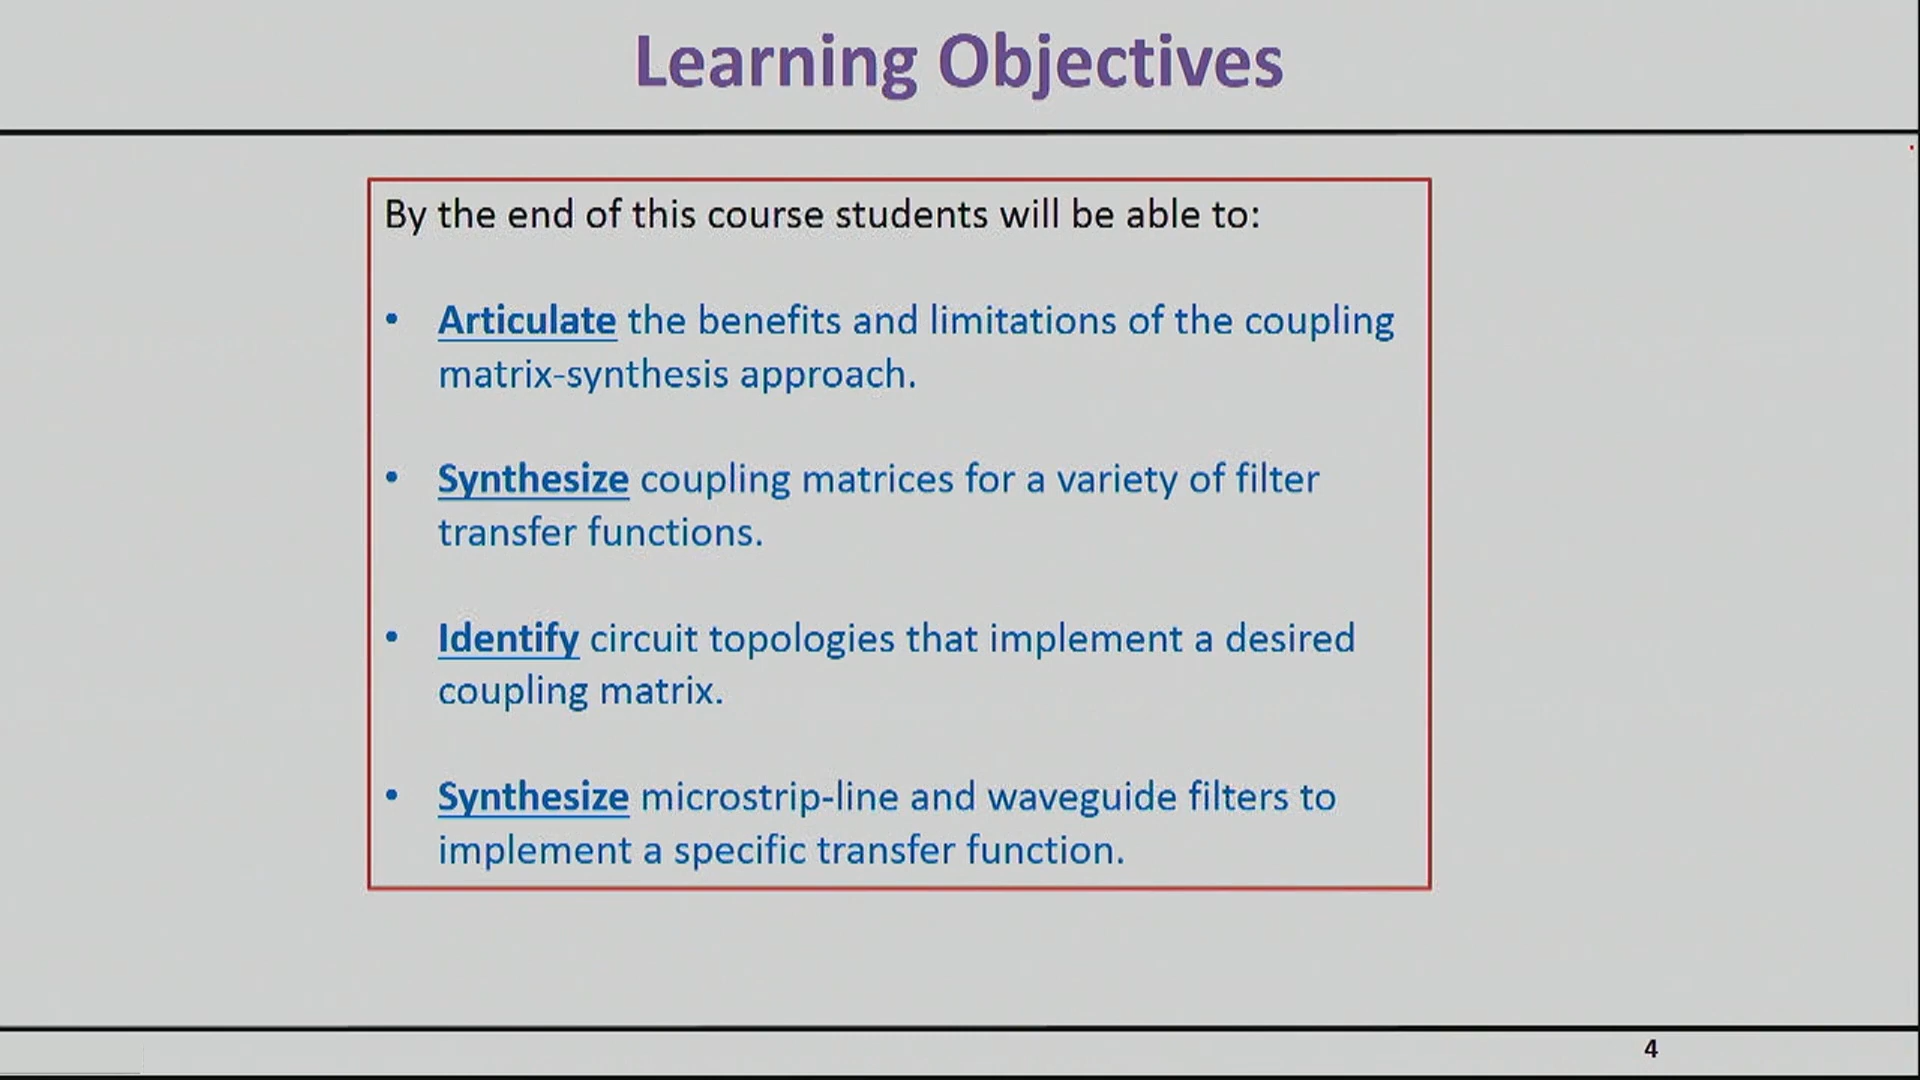 Learning Objectives
By the end of this course students will be able to:
• Articulate the benefits and limitations of the coupling
matrix-synthesis approach.
• Synthesize coupling matrices for a variety of filter
transfer functions.
• Identify circuit topologies that implement a desired
coupling matrix.
• Synthesize microstrip-line and waveguide filters to
implement a specific transfer function.
4